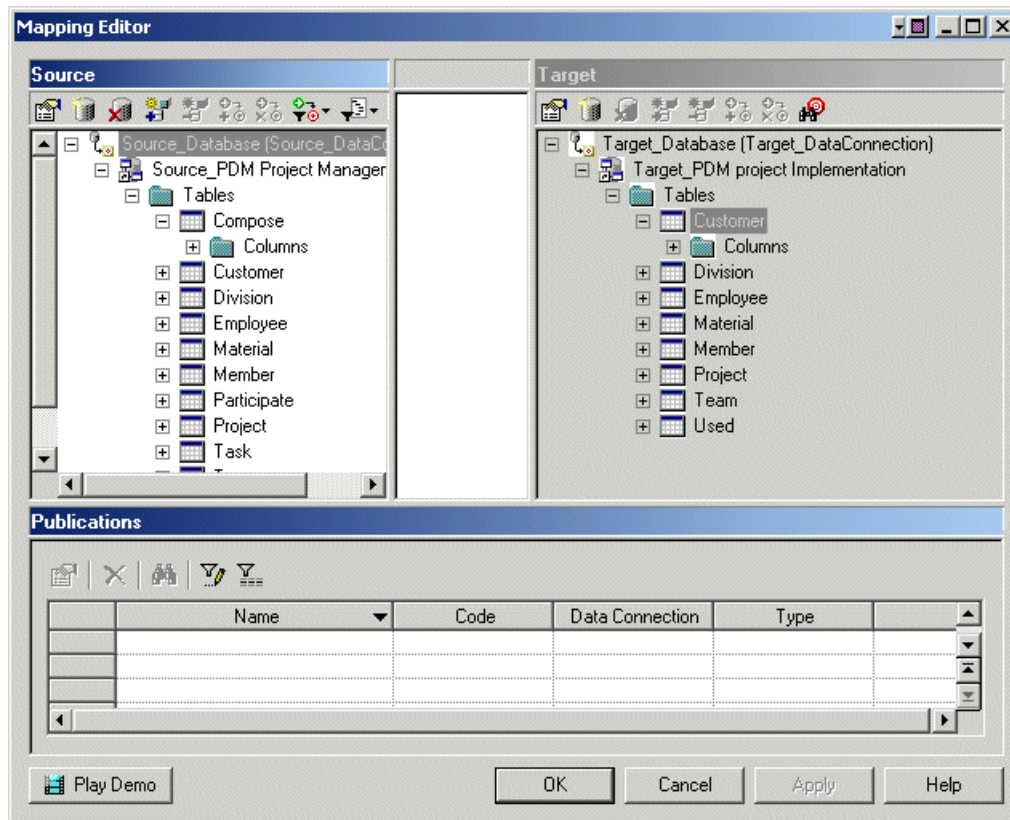 Mapping Editor
Source
Target
Source_Database (Source_DataCo
Source_PDM Project Manager
Tables
Compose
Columns
Customer
Division
Employee
Material
Member
Participate
Project
Task
Target_Database (Target_DataConnection)
Target_PDM project Implementation
Tables
Customer
Columns
Division
Employee
Material
Member
Project
Team
Used
Publications
Name Code Data Connection Type
Play Demo OK Cancel Apply Help